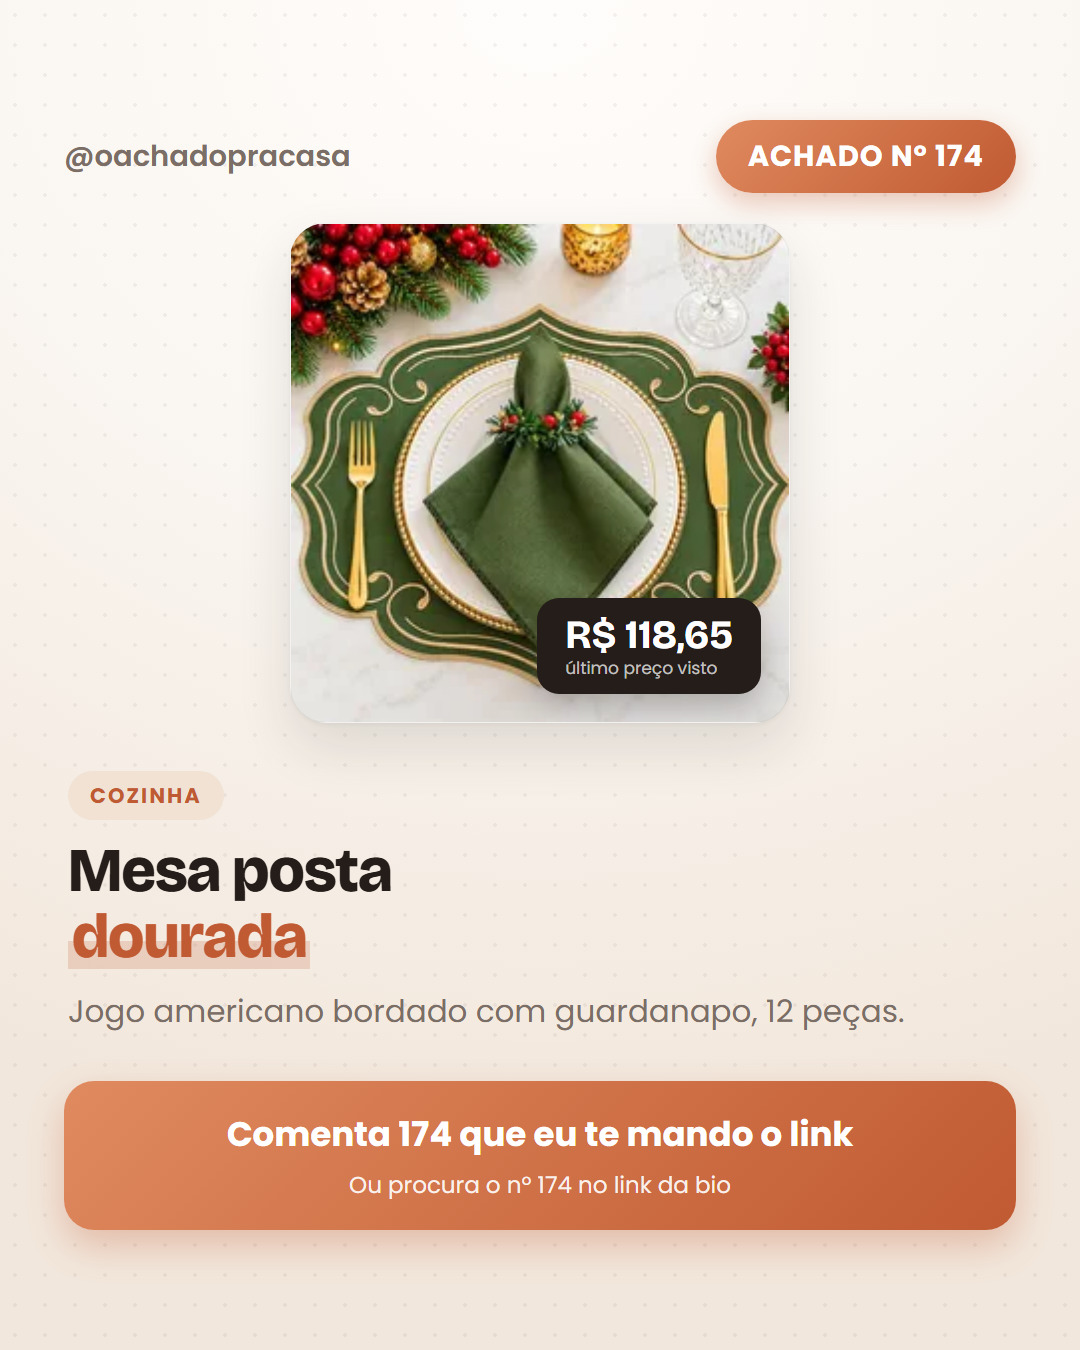 @oachadopracasa
ACHADO Nº 174
R$ 118,65
último preço visto
COZINHA
Mesa posta
dourada
Jogo americano bordado com guardanapo, 12 peças.
Comenta 174 que eu te mando o link
Ou procura o nº 174 no link da bio